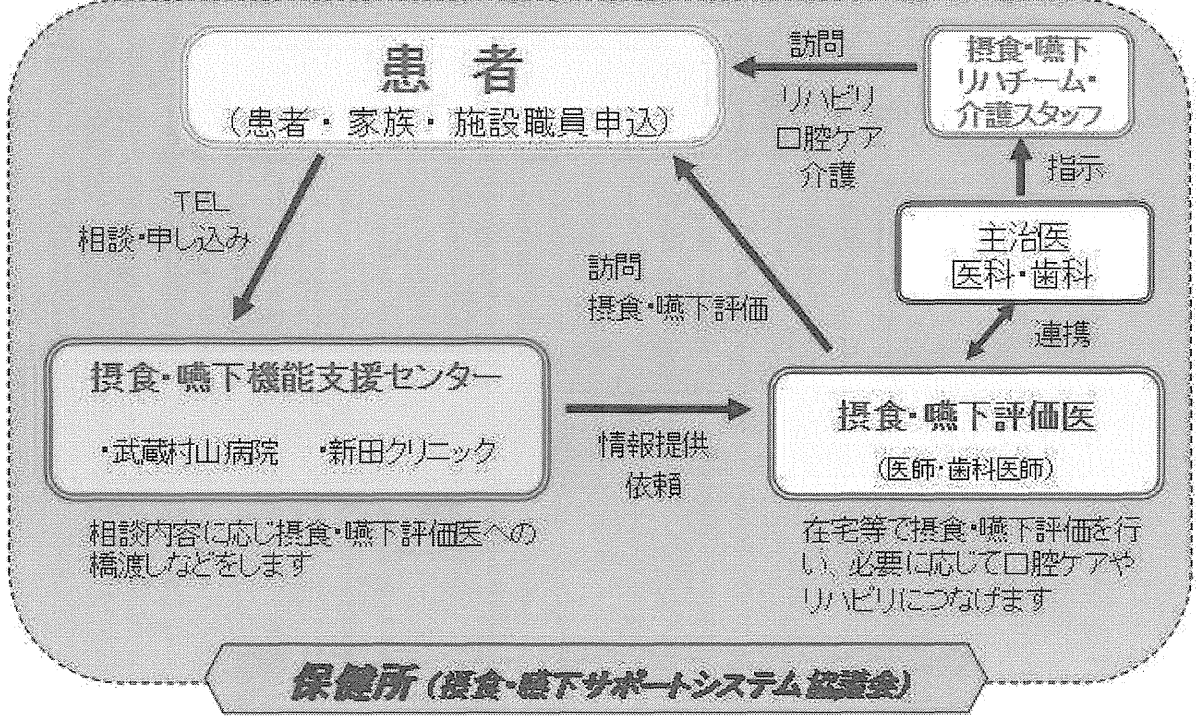 患者
(患者・家族・施設職員申込)
訪問
リハビリ
口腔ケア
介護
摂食・嚥下
リハチーム・
介護スタッフ
指示
主治医
医科・歯科
連携
TEL
相談・申し込み
訪問
摂食・嚥下評価
摂食・嚥下機能支援センター
・武蔵村山病院 ・新田クリニック
情報提供
依頼
摂食・嚥下評価医
(医師・歯科医師)
相談内容に応じ摂食・嚥下評価医への
橋渡しなどをします
在宅等で摂食・嚥下評価を行
い、必要に応じて口腔ケアや
リハビリにつなげます
保健所(摂食・嚥下サポートシステム協議会)